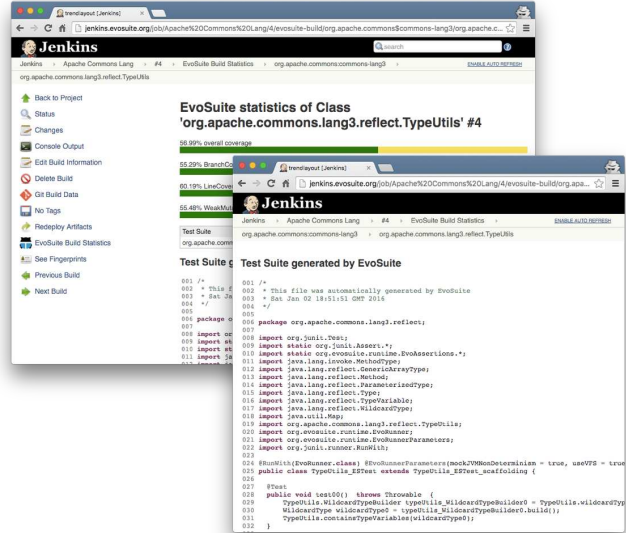 trendlayout [Jenkins]
jenkins.evosuite.org/job/Apache%20Commons%20Lang/4/evosuite-build/org.apache.commons$commons-lang3/org.apache.c...
Jenkins
search
Jenkins › Apache Commons Lang › #4 › EvoSuite Build Statistics › org.apache.commons:commons-lang3 ›
ENABLE AUTO REFRESH
org.apache.commons.lang3.reflect.TypeUtils
Back to Project
Status
Changes
Console Output
Edit Build Information
Delete Build
Git Build Data
No Tags
Redeploy Artifacts
EvoSuite Build Statistics
See Fingerprints
Previous Build
Next Build
EvoSuite statistics of Class
'org.apache.commons.lang3.reflect.TypeUtils' #4
56.99% overall coverage
55.29% BranchCo
60.19% LineCove
55.48% WeakMut
Test Suite
org.apache.comm
Test Suite g
001 /*
002 * This f
003 * Sat Ja
004 */
005
006 package o
007
008 import or
009 import st
010 import st
011 import ja
trendlayout [Jenkins]
jenkins.evosuite.org/job/Apache%20Commons%20Lang/4/evosuite-build/org.apa...
Jenkins
Jenkins › Apache Commons Lang › #4 › EvoSuite Build Statistics ›
ENABLE AUTO REFRESH
org.apache.commons:commons-lang3 › org.apache.commons.lang3.reflect.TypeUtils
Test Suite generated by EvoSuite
001 /*
002 * This file was automatically generated by EvoSuite
003 * Sat Jan 02 18:51:51 GMT 2016
004 */
005
006 package org.apache.commons.lang3.reflect;
007
008 import org.junit.Test;
009 import static org.junit.Assert.*;
010 import static org.evosuite.runtime.EvoAssertions.*;
011 import java.lang.invoke.MethodType;
012 import java.lang.reflect.GenericArrayType;
013 import java.lang.reflect.Method;
014 import java.lang.reflect.ParameterizedType;
015 import java.lang.reflect.Type;
016 import java.lang.reflect.TypeVariable;
017 import java.lang.reflect.WildcardType;
018 import java.util.Map;
019 import org.apache.commons.lang3.reflect.TypeUtils;
020 import org.evosuite.runtime.EvoRunner;
021 import org.evosuite.runtime.EvoRunnerParameters;
022 import org.junit.runner.RunWith;
023
024 @RunWith(EvoRunner.class) @EvoRunnerParameters(mockJVMNonDeterminism = true, useVFS = true
025 public class TypeUtils_ESTest extends TypeUtils_ESTest_scaffolding {
026
027 @Test
028 public void test00() throws Throwable {
029 TypeUtils.WildcardTypeBuilder typeUtils_WildcardTypeBuilder0 = TypeUtils.wildcardTyp
030 WildcardType wildcardType0 = typeUtils_WildcardTypeBuilder0.build();
031 TypeUtils.containsTypeVariables(wildcardType0);
032 }